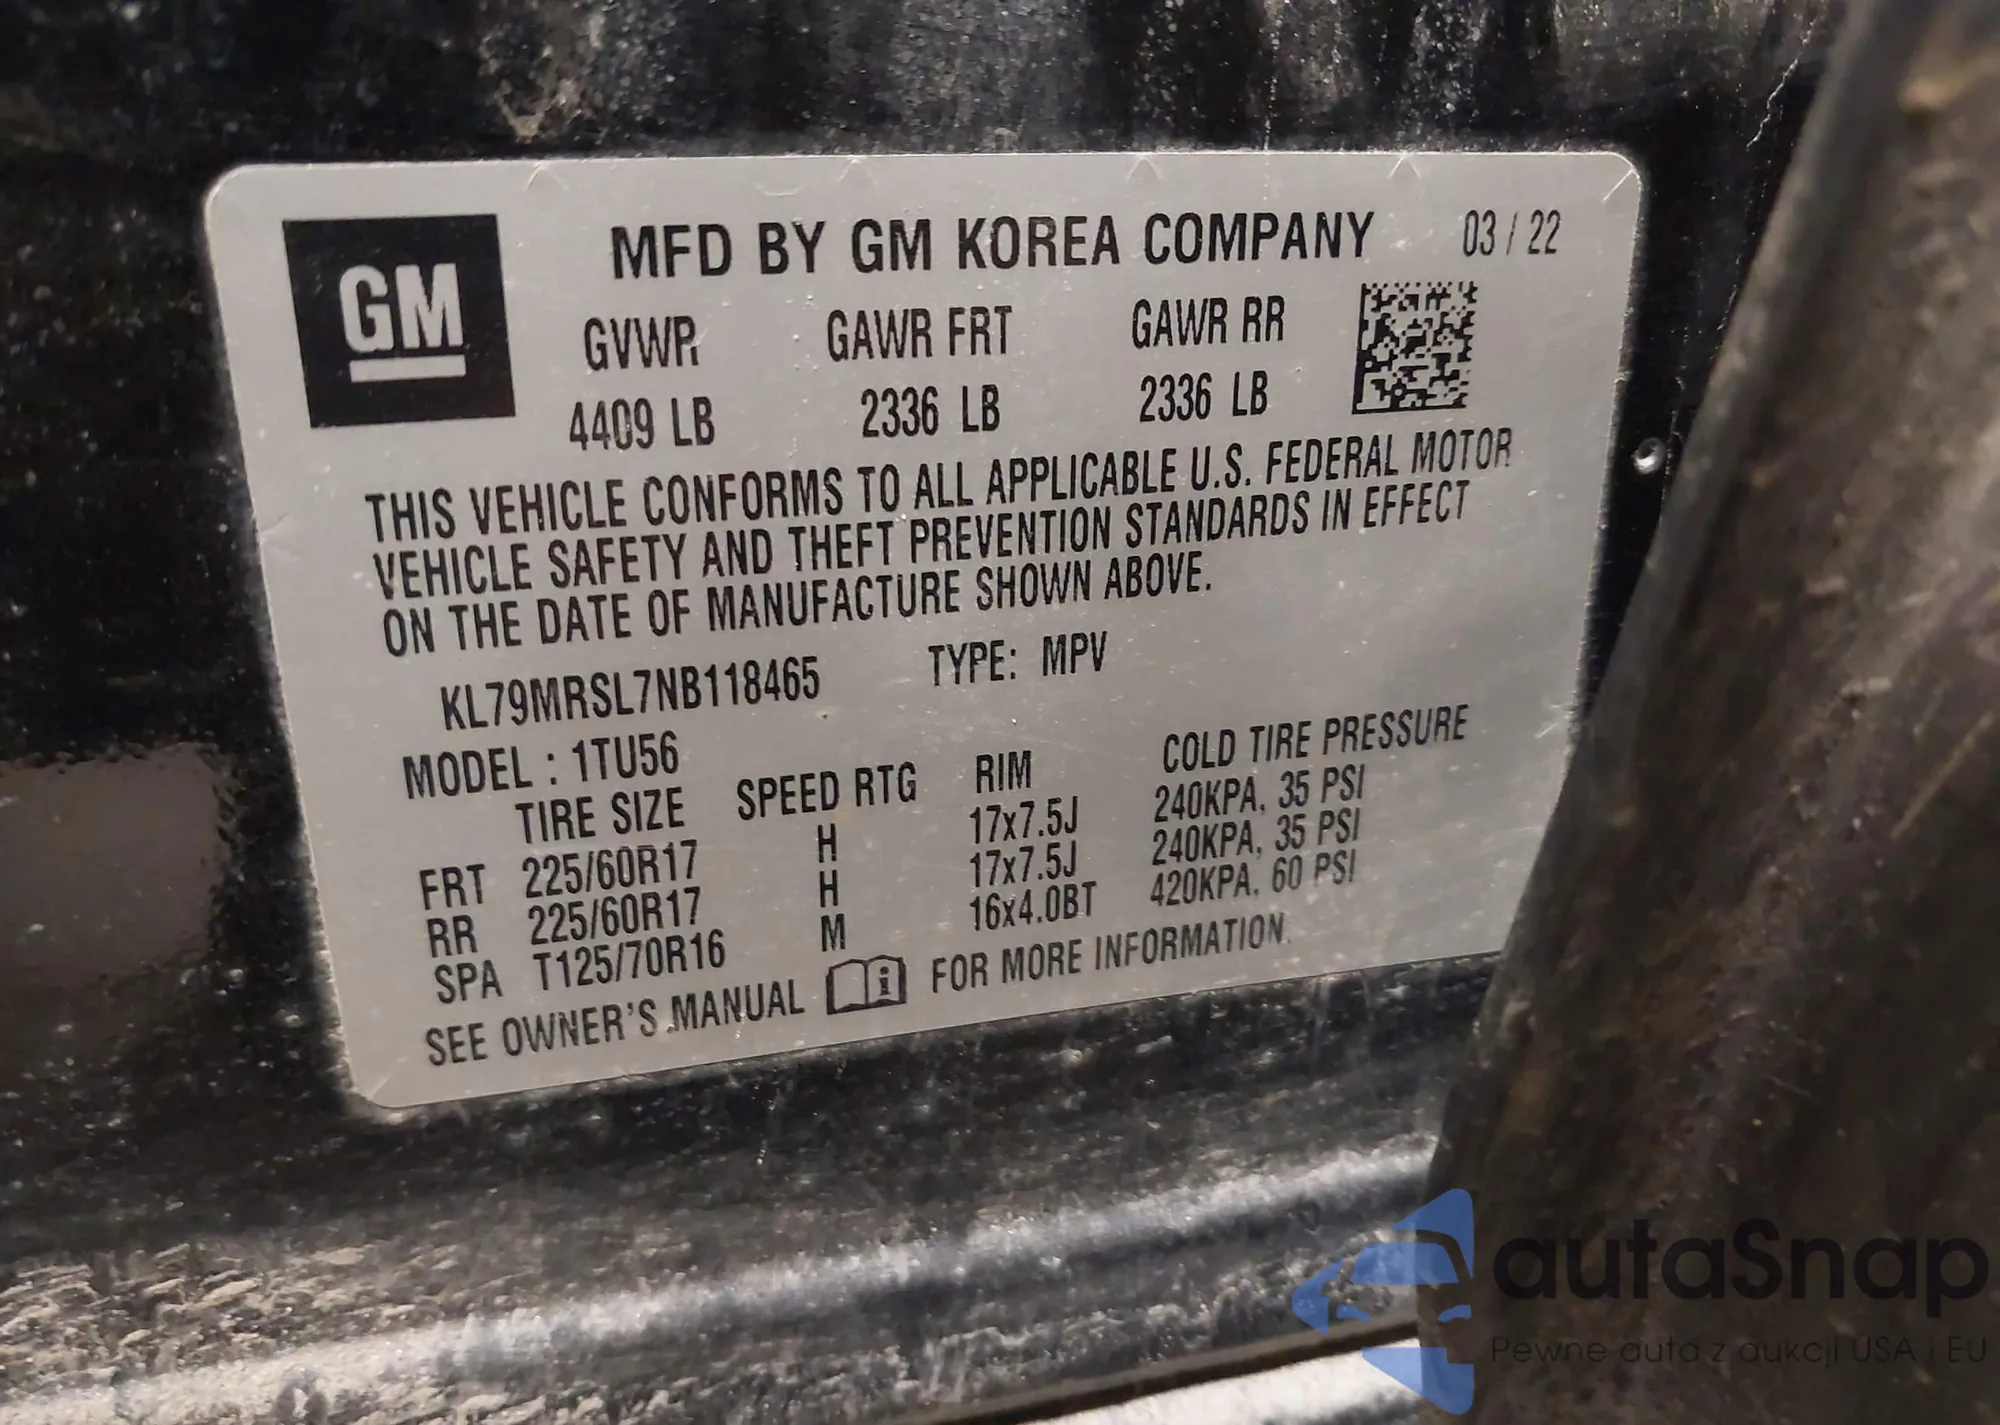 GM
MFD BY GM KOREA COMPANY 03 / 22
GVWR GAWR FRT GAWR RR
4409 LB 2336 LB 2336 LB
THIS VEHICLE CONFORMS TO ALL APPLICABLE U.S. FEDERAL MOTOR
VEHICLE SAFETY AND THEFT PREVENTION STANDARDS IN EFFECT
ON THE DATE OF MANUFACTURE SHOWN ABOVE.
KL79MRSL7NB118465 TYPE: MPV
MODEL : 1TU56
TIRE SIZE SPEED RTG RIM COLD TIRE PRESSURE
FRT 225/60R17 H 17x7.5J 240KPA, 35 PSI
RR 225/60R17 H 17x7.5J 240KPA, 35 PSI
SPA T125/70R16 M 16x4.0BT 420KPA, 60 PSI
SEE OWNER'S MANUAL FOR MORE INFORMATION.
autaSnap
Pewne auta z aukcji USA i EU